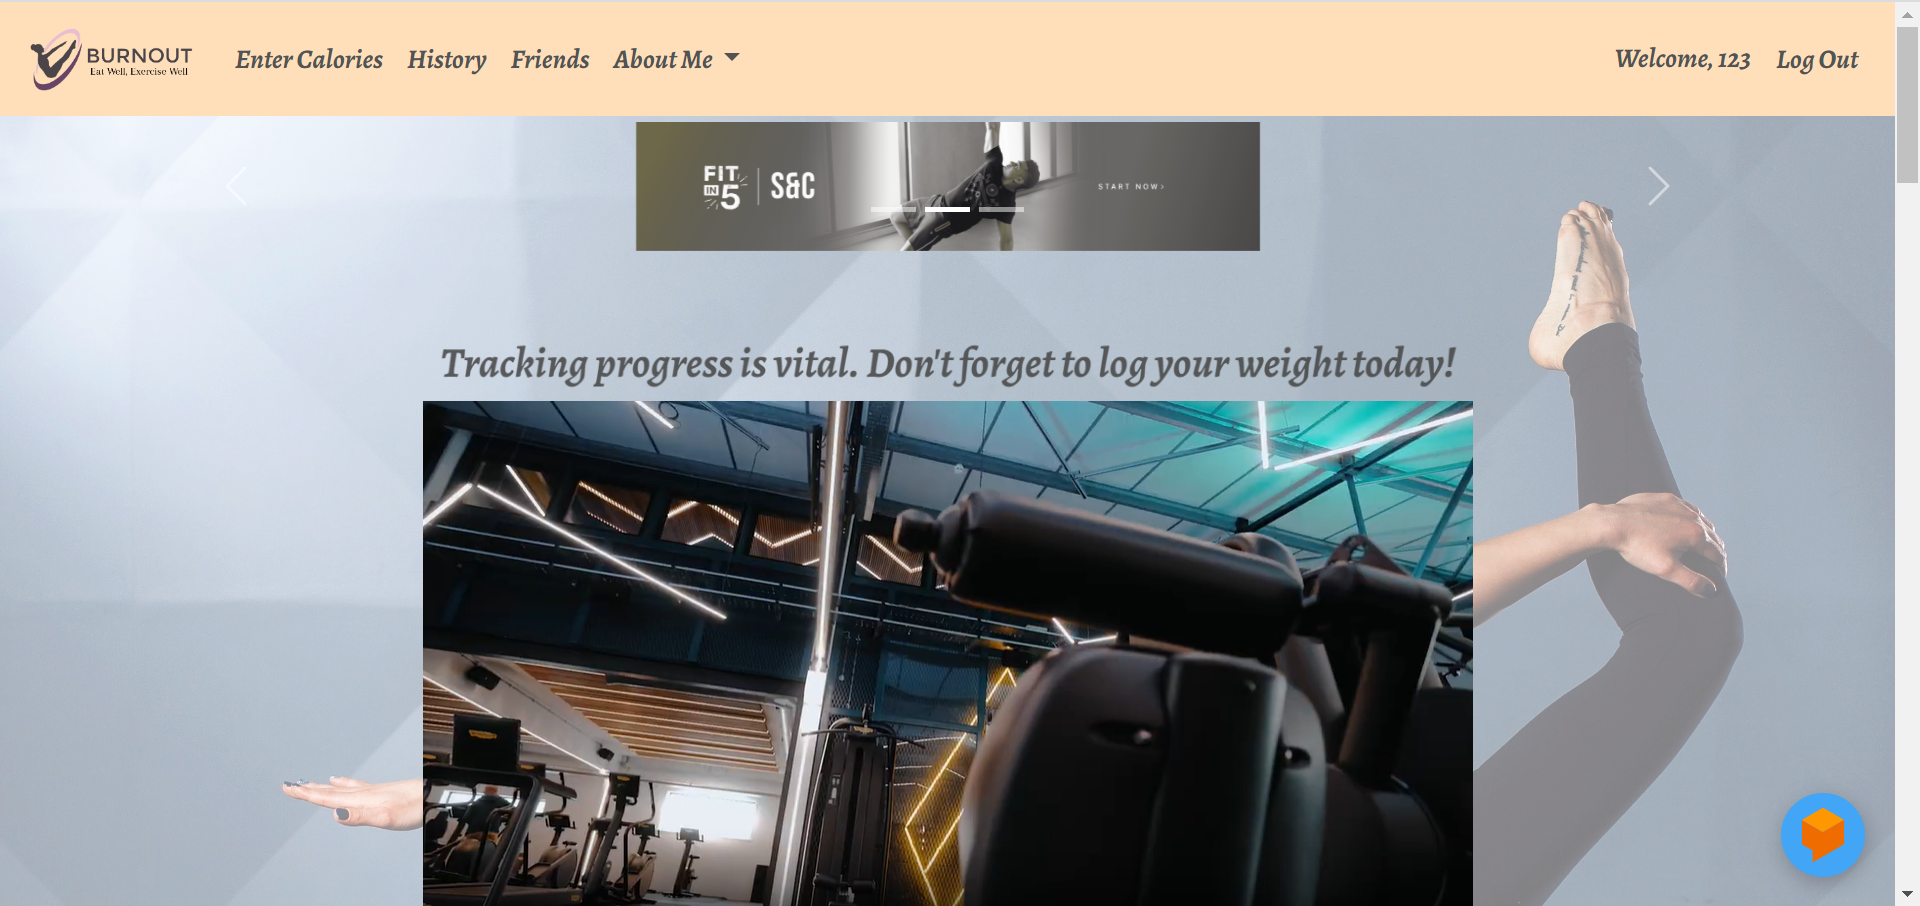 BURNOUT
Eat Well, Exercise Well
Enter Calories
History
Friends
About Me
Welcome, 123
Log Out
FIT
IN 5
S&C
START NOW
Tracking progress is vital. Don't forget to log your weight today!